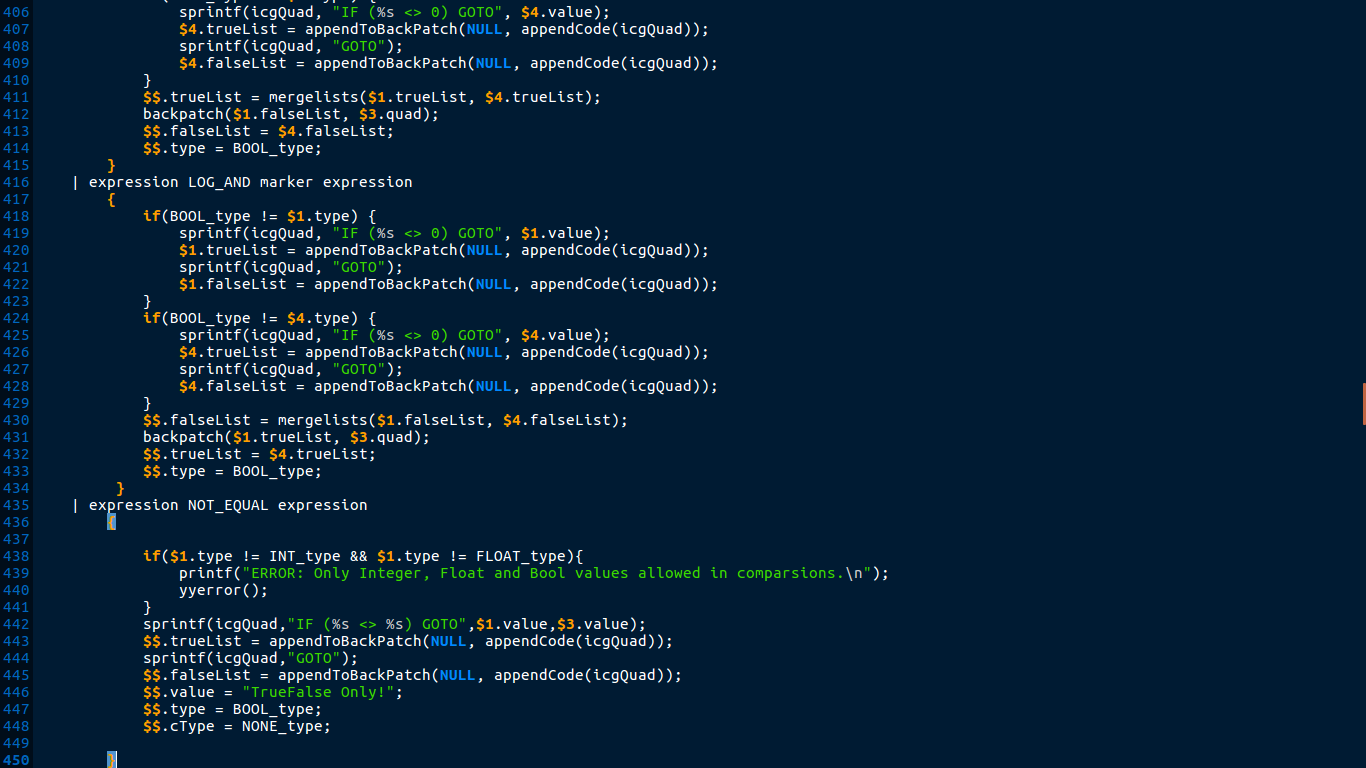 406 sprintf(icgQuad, "IF (%s <> 0) GOTO", $4.value);
407 $4.trueList = appendToBackPatch(NULL, appendCode(icgQuad));
408 sprintf(icgQuad, "GOTO");
409 $4.falseList = appendToBackPatch(NULL, appendCode(icgQuad));
410 }
411 $$.trueList = mergelists($1.trueList, $4.trueList);
412 backpatch($1.falseList, $3.quad);
413 $$.falseList = $4.falseList;
414 $$.type = BOOL_type;
415 }
416 | expression LOG_AND marker expression
417 {
418 if(BOOL_type != $1.type) {
419 sprintf(icgQuad, "IF (%s <> 0) GOTO", $1.value);
420 $1.trueList = appendToBackPatch(NULL, appendCode(icgQuad));
421 sprintf(icgQuad, "GOTO");
422 $1.falseList = appendToBackPatch(NULL, appendCode(icgQuad));
423 }
424 if(BOOL_type != $4.type) {
425 sprintf(icgQuad, "IF (%s <> 0) GOTO", $4.value);
426 $4.trueList = appendToBackPatch(NULL, appendCode(icgQuad));
427 sprintf(icgQuad, "GOTO");
428 $4.falseList = appendToBackPatch(NULL, appendCode(icgQuad));
429 }
430 $$.falseList = mergelists($1.falseList, $4.falseList);
431 backpatch($1.trueList, $3.quad);
432 $$.trueList = $4.trueList;
433 $$.type = BOOL_type;
434 }
435 | expression NOT_EQUAL expression
436 {
437
438 if($1.type != INT_type && $1.type != FLOAT_type){
439 printf("ERROR: Only Integer, Float and Bool values allowed in comparsions.\n");
440 yyerror();
441 }
442 sprintf(icgQuad,"IF (%s <> %s) GOTO",$1.value,$3.value);
443 $$.trueList = appendToBackPatch(NULL, appendCode(icgQuad));
444 sprintf(icgQuad,"GOTO");
445 $$.falseList = appendToBackPatch(NULL, appendCode(icgQuad));
446 $$.value = "TrueFalse Only!";
447 $$.type = BOOL_type;
448 $$.cType = NONE_type;
449
450 }